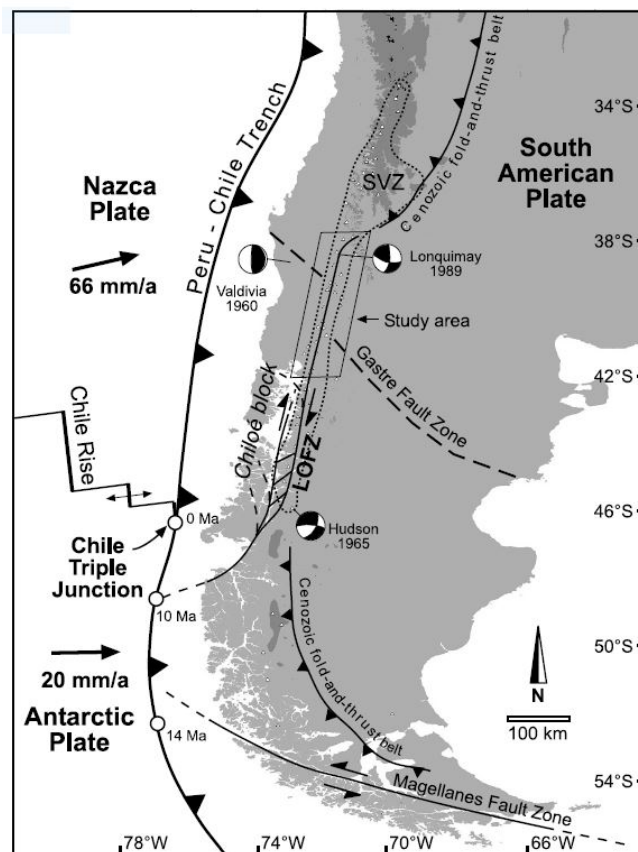 34°S
Cenozoic fold-and-thrust belt
South
American
Plate
SVZ
Peru - Chile Trench
Nazca
Plate
38°S
Lonquimay
1989
66 mm/a
Valdivia
1960
Study area
Gastre Fault Zone
42°S
Chiloé block
Chile Rise
LOFZ
0 Ma
46°S
Hudson
1965
Chile
Triple
Junction
10 Ma
Cenozoic fold-and-thrust belt
50°S
20 mm/a
N
Antarctic
Plate
100 km
14 Ma
54°S
Magellanes Fault Zone
78°W
74°W
70°W
66°W